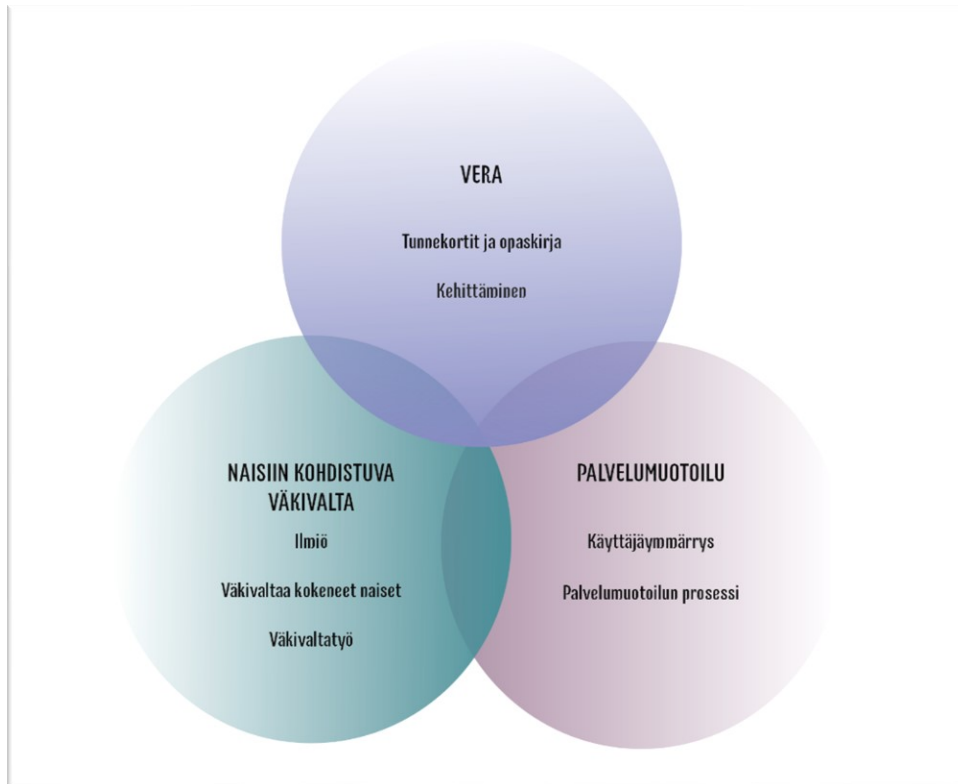 VERA
Tunnekortit ja opaskirja
Kehittäminen
NAISIIN KOHDISTUVA
VÄKIVALTA
Ilmiö
Väkivaltaa kokeneet naiset
Väkivaltatyö
PALVELUMUOTOILU
Käyttäjäymmärrys
Palvelumuotoilun prosessi